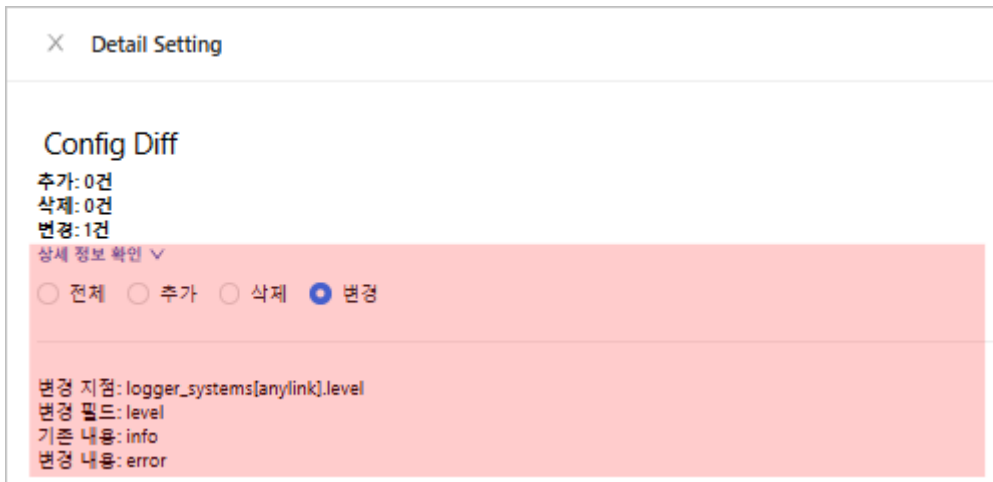 Detail Setting
Config Diff
추가: 0건
삭제: 0건
변경: 1건
상세 정보 확인
전체 추가 삭제 변경
변경 지점: logger_systems[anylink].level
변경 필드: level
기존 내용: info
변경 내용: error